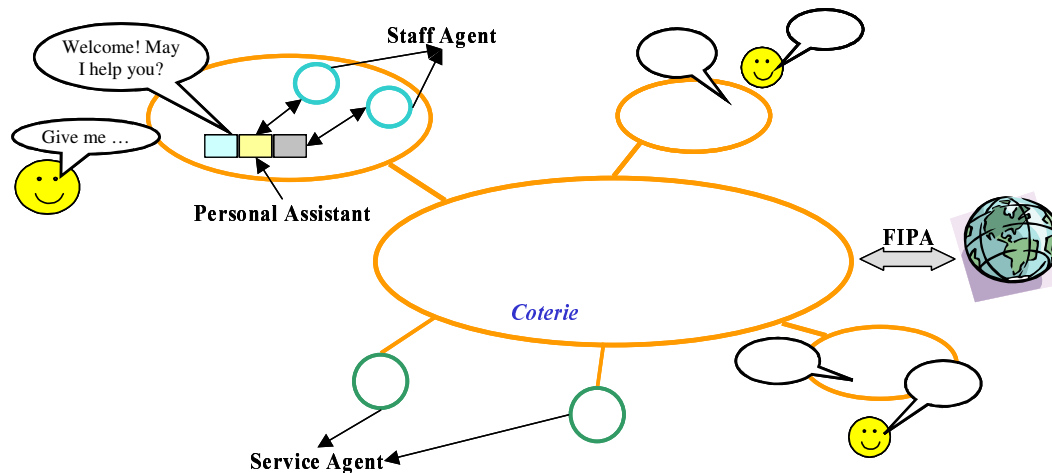 Staff Agent
Welcome! May
I help you?
Give me …
Personal Assistant
FIPA
Coterie
Service Agent